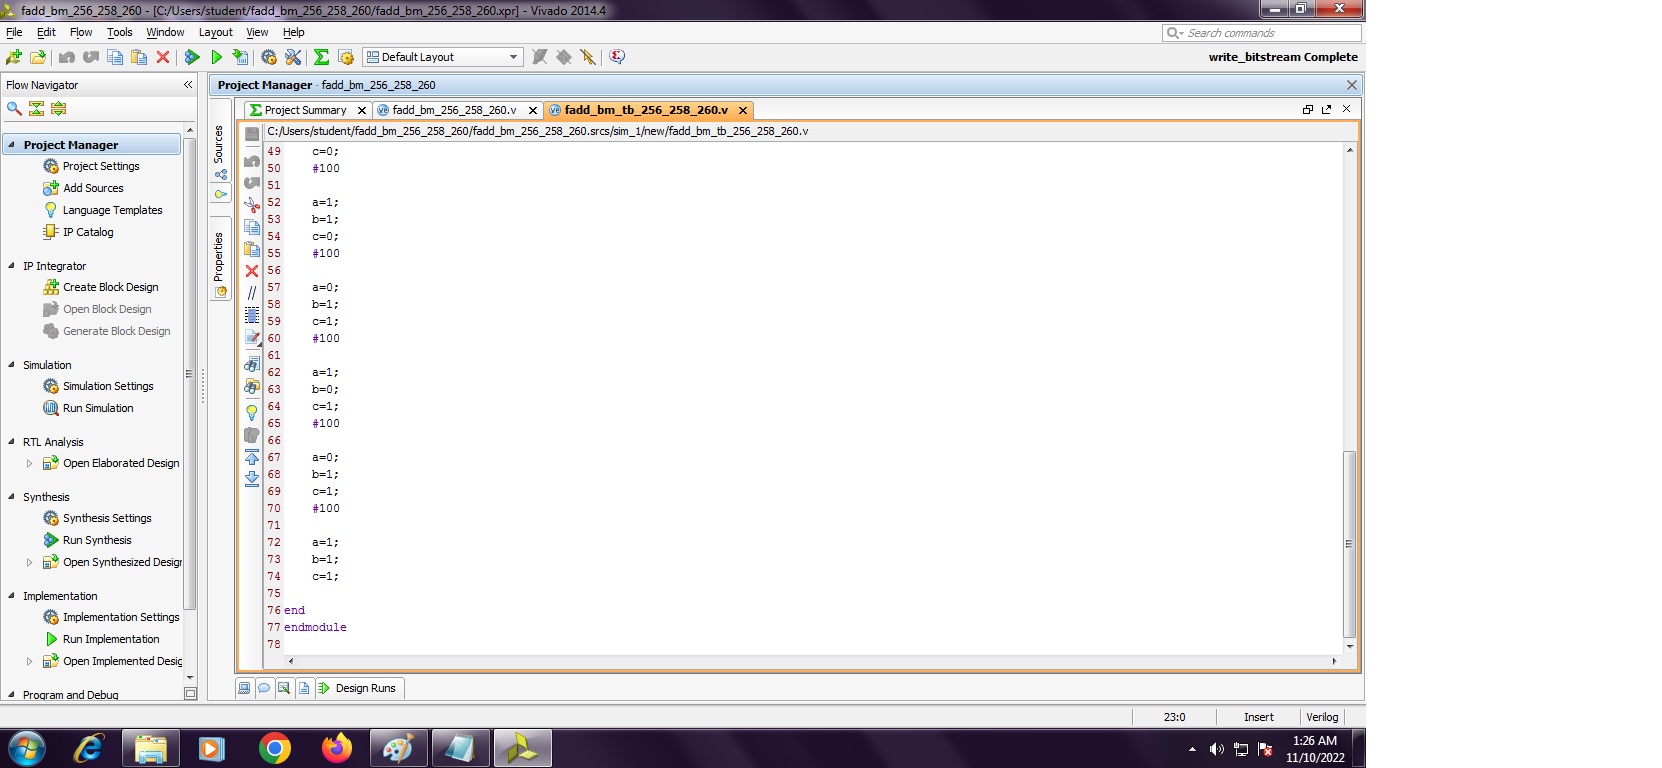 fadd_bm_256_258_260 - [C:/Users/student/fadd_bm_256_258_260/fadd_bm_256_258_260.xpr] - Vivado 2014.4
File Edit Flow Tools Window Layout View Help
Search commands
Default Layout
write_bitstream Complete
Flow Navigator
Project Manager
Project Settings
Add Sources
Language Templates
IP Catalog
IP Integrator
Create Block Design
Open Block Design
Generate Block Design
Simulation
Simulation Settings
Run Simulation
RTL Analysis
Open Elaborated Design
Synthesis
Synthesis Settings
Run Synthesis
Open Synthesized Desigr
Implementation
Implementation Settings
Run Implementation
Open Implemented Desig
Program and Debug
Project Manager - fadd_bm_256_258_260
Sources
Properties
Project Summary fadd_bm_256_258_260.v fadd_bm_tb_256_258_260.v
C:/Users/student/fadd_bm_256_258_260/fadd_bm_256_258_260.srcs/sim_1/new/fadd_bm_tb_256_258_260.v
49 c=0;
50 #100
51
52 a=1;
53 b=1;
54 c=0;
55 #100
56
57 a=0;
58 b=1;
59 c=1;
60 #100
61
62 a=1;
63 b=0;
64 c=1;
65 #100
66
67 a=0;
68 b=1;
69 c=1;
70 #100
71
72 a=1;
73 b=1;
74 c=1;
75
76 end
77 endmodule
78
Design Runs
23:0 Insert Verilog
1:26 AM
11/10/2022